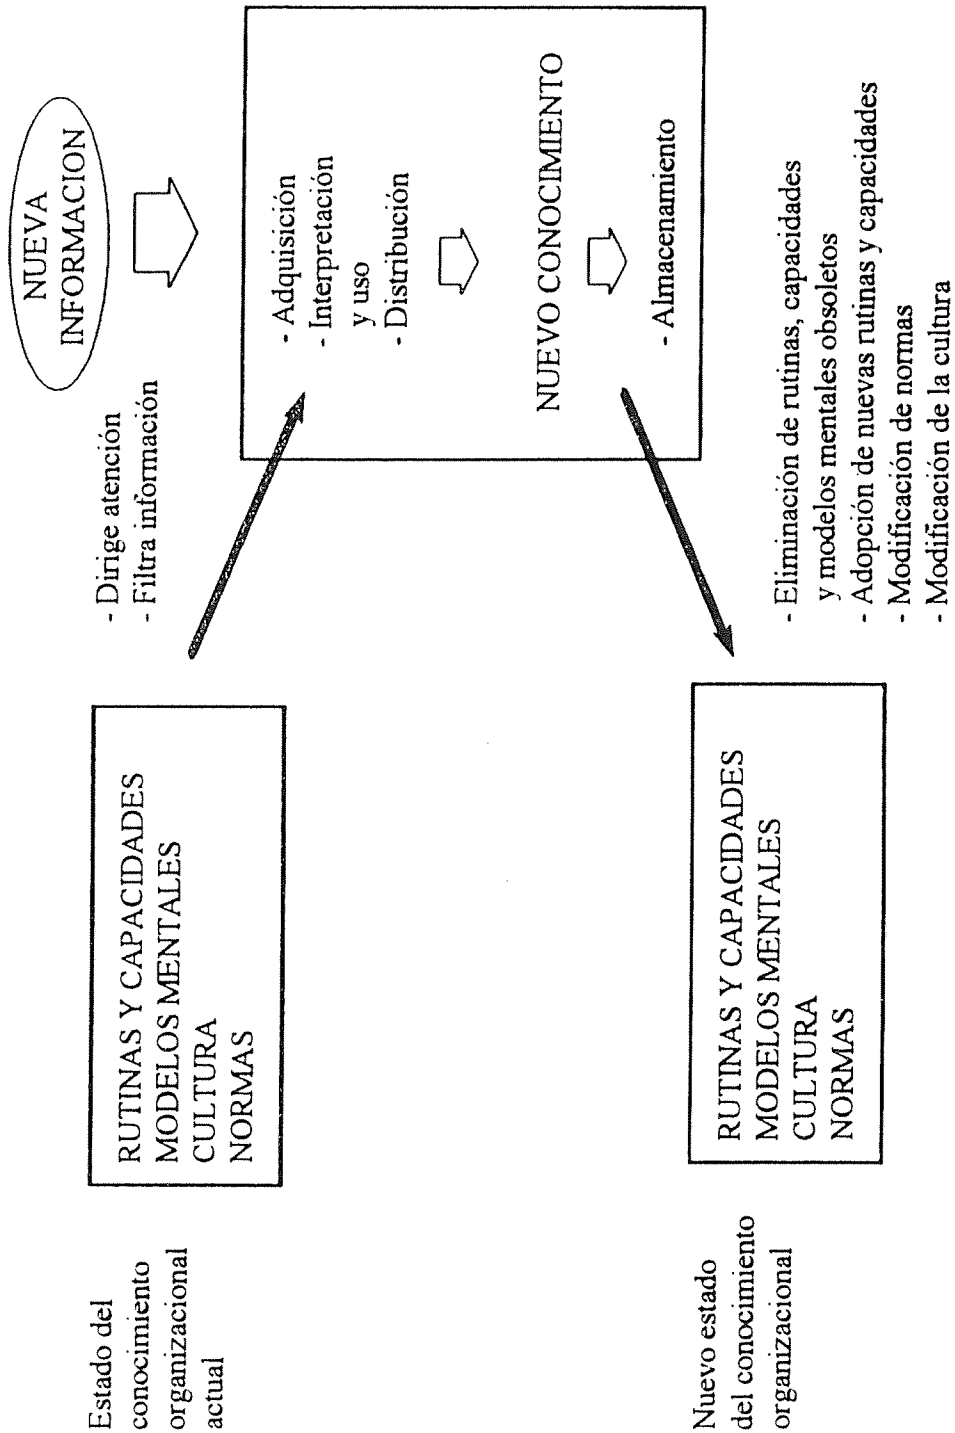 Estado del
conocimiento
organizacional
actual
RUTINAS Y CAPACIDADES
MODELOS MENTALES
CULTURA
NORMAS
- Dirige atención
- Filtra información
NUEVA
INFORMACION
- Adquisición
- Interpretación
y uso
- Distribución
NUEVO CONOCIMIENTO
- Almacenamiento
Nuevo estado
del conocimiento
organizacional
RUTINAS Y CAPACIDADES
MODELOS MENTALES
CULTURA
NORMAS
- Eliminación de rutinas, capacidades
y modelos mentales obsoletos
- Adopción de nuevas rutinas y capacidades
- Modificación de normas
- Modificación de la cultura